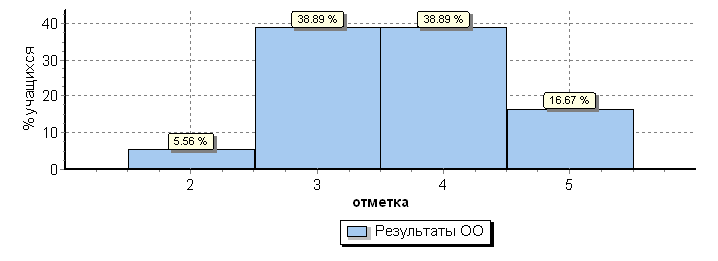 % учащихся
40
30
20
10
0
5.56 %
38.89 %
38.89 %
16.67 %
2 3 4 5
отметка
Результаты ОО